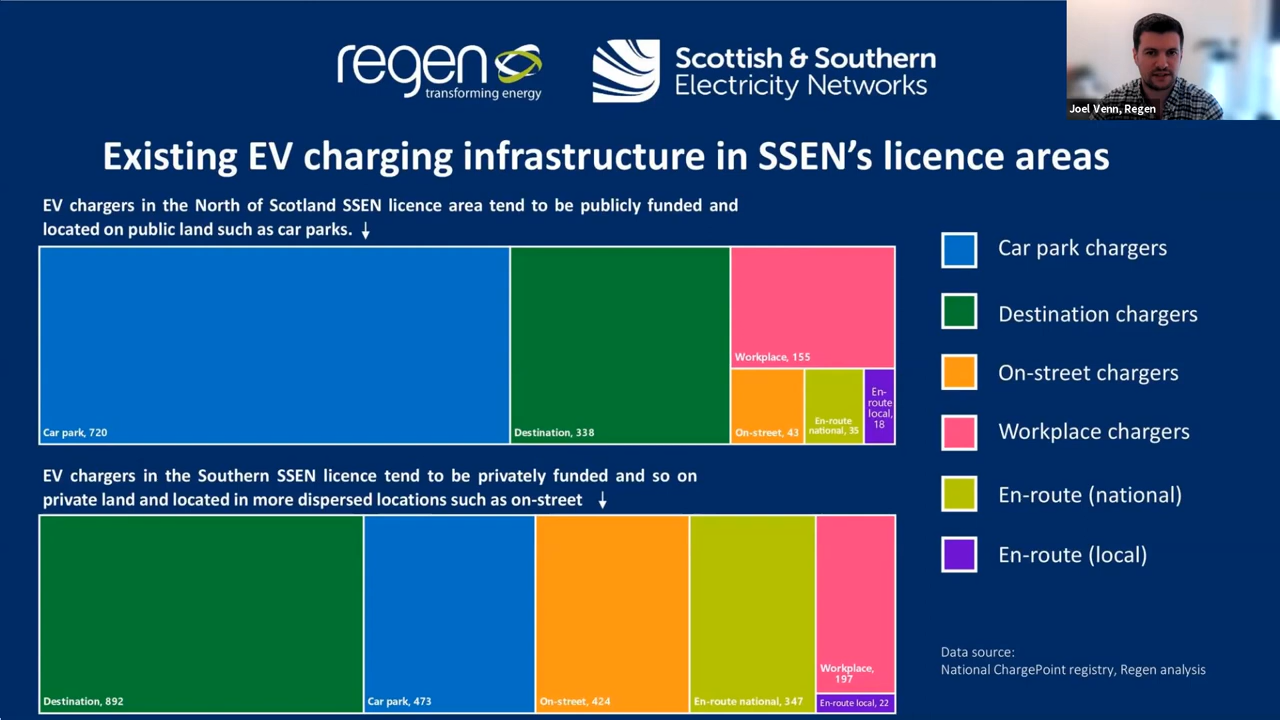 regen
transforming energy
Scottish & Southern
Electricity Networks
Joel Venn, Regen
Existing EV charging infrastructure in SSEN's licence areas
EV chargers in the North of Scotland SSEN licence area tend to be publicly funded and
located on public land such as car parks. ↓
Car park, 720
Destination, 338
Workplace, 155
On-street, 43
En-route
national, 35
En-
route
local,
18
EV chargers in the Southern SSEN licence tend to be privately funded and so on
private land and located in more dispersed locations such as on-street ↓
Destination, 892
Car park, 473
On-street, 424
En-route national, 347
Workplace,
197
En-route local, 22
Car park chargers
Destination chargers
On-street chargers
Workplace chargers
En-route (national)
En-route (local)
Data source:
National ChargePoint registry, Regen analysis